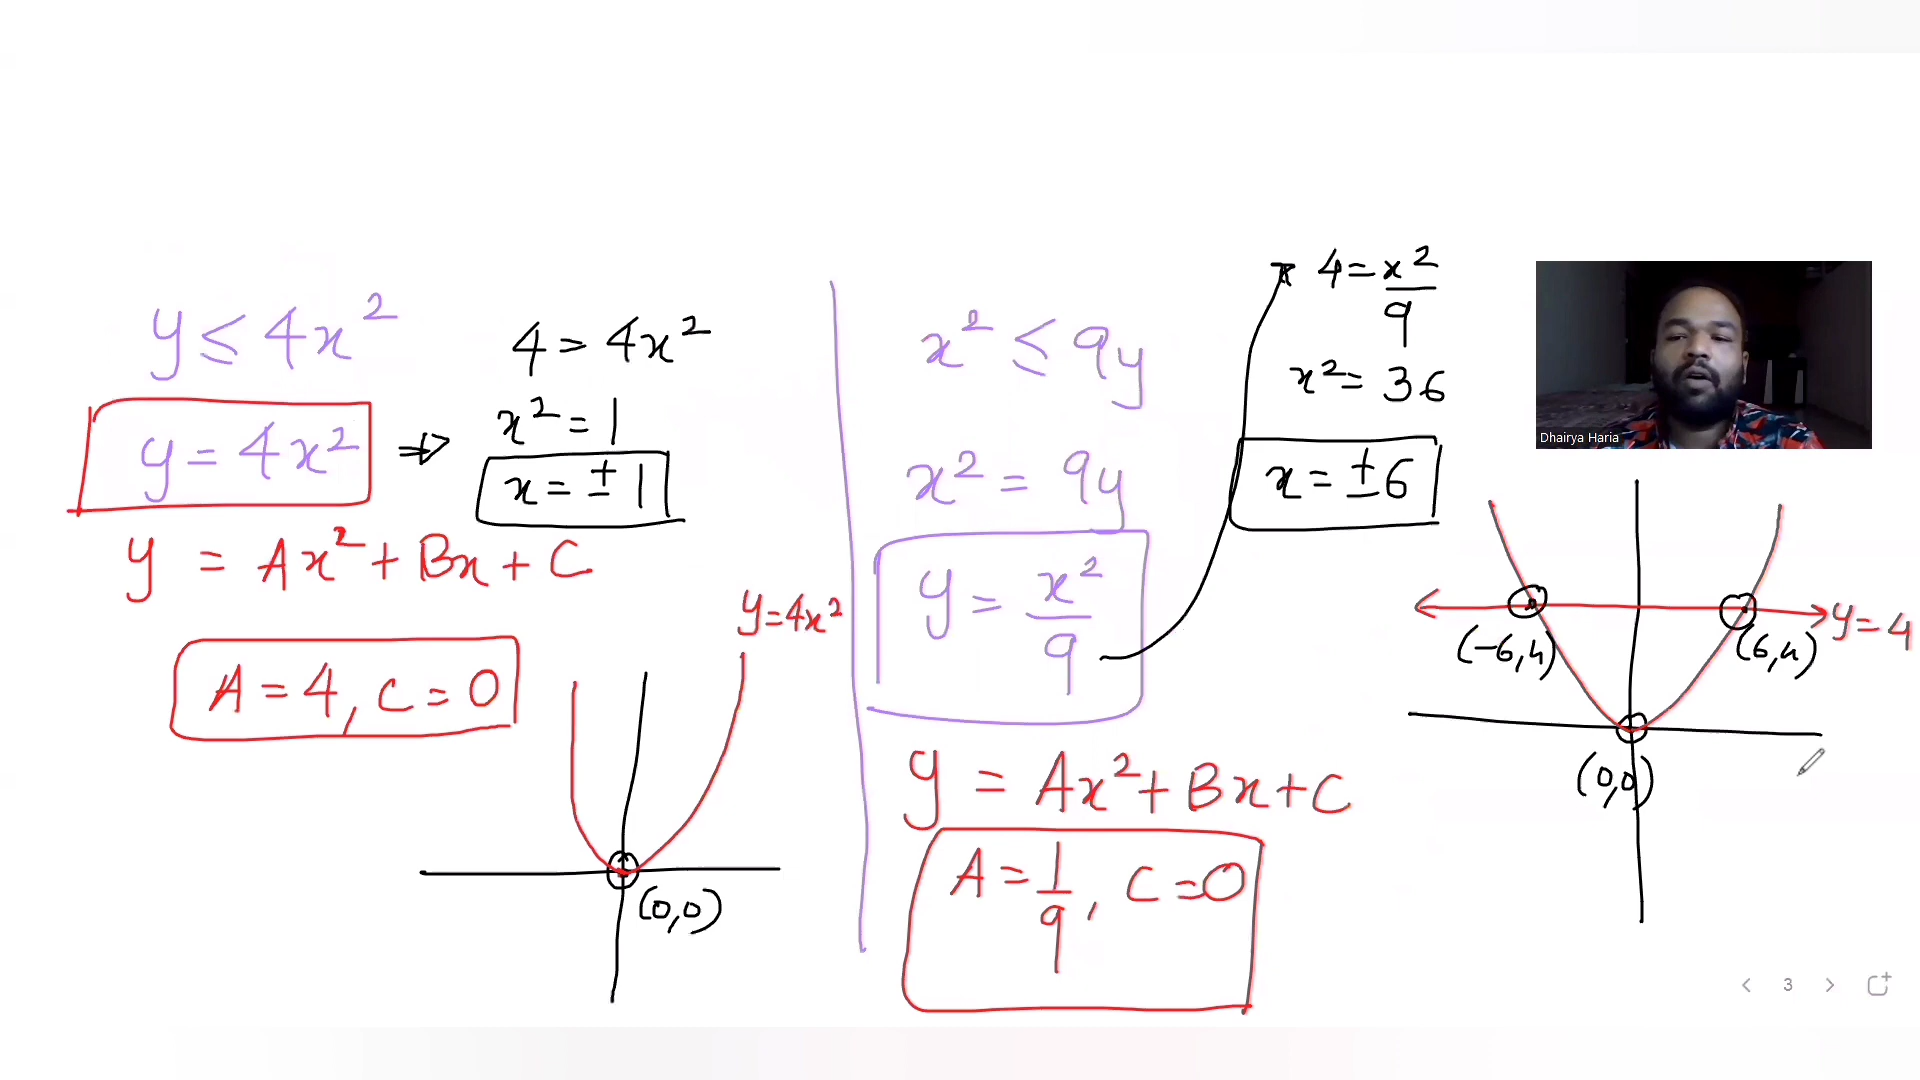 y ≤ 4x²
y = 4x²
⇒
4 = 4x²
x² = 1
x = ± 1
y = Ax² + Bx + C
A = 4, C = 0
y=4x²
(0,0)
x² ≤ 9y
x² = 9y
y = x²/9
y = Ax² + Bx + C
A = 1/9, C = 0
4 = x²/9
x² = 36
x = ± 6
Dhairya Haria
y = 4
(-6,4)
(6,4)
(0,0)
< 3 >